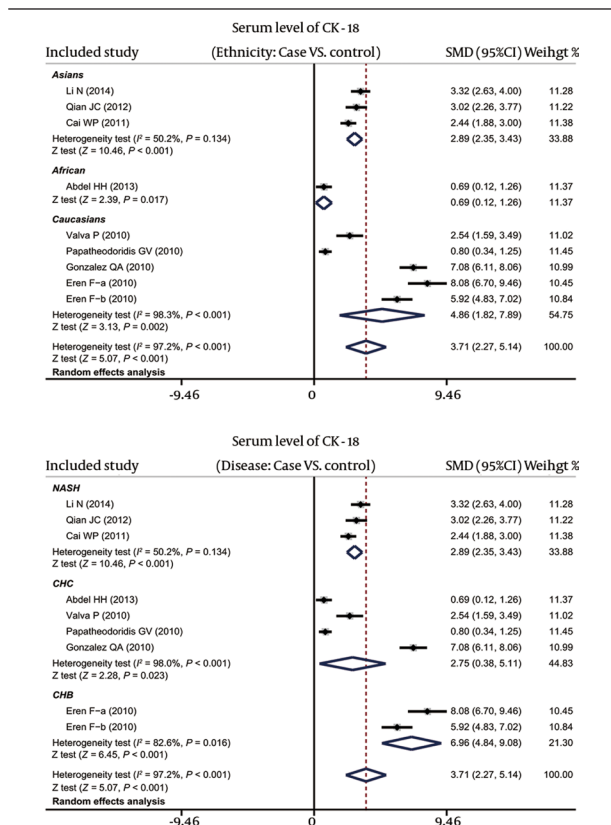 Serum level of CK-18
Included study (Ethnicity: Case VS. control) SMD (95%CI) Weihgt %
Asians
Li N (2014) 3.32 (2.63, 4.00) 11.28
Qian JC (2012) 3.02 (2.26, 3.77) 11.22
Cai WP (2011) 2.44 (1.88, 3.00) 11.38
Heterogeneity test (I² = 50.2%, P = 0.134) 2.89 (2.35, 3.43) 33.88
Z test (Z = 10.46, P < 0.001)
African
Abdel HH (2013) 0.69 (0.12, 1.26) 11.37
Z test (Z = 2.39, P = 0.017) 0.69 (0.12, 1.26) 11.37
Caucasians
Valva P (2010) 2.54 (1.59, 3.49) 11.02
Papatheodoridis GV (2010) 0.80 (0.34, 1.25) 11.45
Gonzalez QA (2010) 7.08 (6.11, 8.06) 10.99
Eren F−a (2010) 8.08 (6.70, 9.46) 10.45
Eren F−b (2010) 5.92 (4.83, 7.02) 10.84
Heterogeneity test (I² = 98.3%, P < 0.001) 4.86 (1.82, 7.89) 54.75
Z test (Z = 3.13, P = 0.002)
Heterogeneity test (I² = 97.2%, P < 0.001) 3.71 (2.27, 5.14) 100.00
Z test (Z = 5.07, P < 0.001)
Random effects analysis
-9.46 0 9.46
Serum level of CK-18
Included study (Disease: Case VS. control) SMD (95%CI) Weihgt %
NASH
Li N (2014) 3.32 (2.63, 4.00) 11.28
Qian JC (2012) 3.02 (2.26, 3.77) 11.22
Cai WP (2011) 2.44 (1.88, 3.00) 11.38
Heterogeneity test (I² = 50.2%, P = 0.134) 2.89 (2.35, 3.43) 33.88
Z test (Z = 10.46, P < 0.001)
CHC
Abdel HH (2013) 0.69 (0.12, 1.26) 11.37
Valva P (2010) 2.54 (1.59, 3.49) 11.02
Papatheodoridis GV (2010) 0.80 (0.34, 1.25) 11.45
Gonzalez QA (2010) 7.08 (6.11, 8.06) 10.99
Heterogeneity test (I² = 98.0%, P < 0.001) 2.75 (0.38, 5.11) 44.83
Z test (Z = 2.28, P = 0.023)
CHB
Eren F−a (2010) 8.08 (6.70, 9.46) 10.45
Eren F−b (2010) 5.92 (4.83, 7.02) 10.84
Heterogeneity test (I² = 82.6%, P = 0.016) 6.96 (4.84, 9.08) 21.30
Z test (Z = 6.45, P < 0.001)
Heterogeneity test (I² = 97.2%, P < 0.001) 3.71 (2.27, 5.14) 100.00
Z test (Z = 5.07, P < 0.001)
Random effects analysis
-9.46 0 9.46